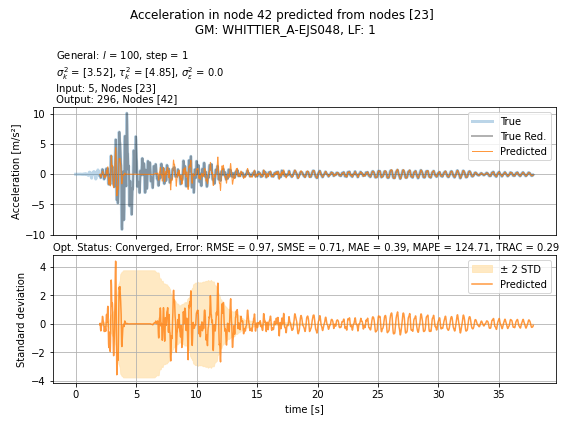 Acceleration in node 42 predicted from nodes [23]
GM: WHITTIER_A-EJS048, LF: 1
General: l = 100, step = 1
σ²ₖ = [3.52], τ²ₖ = [4.85], σ²ε = 0.0
Input: 5, Nodes [23]
Output: 296, Nodes [42]
10
5
0
−5
−10
Acceleration [m/s²]
True
True Red.
Predicted
Opt. Status: Converged, Error: RMSE = 0.97, SMSE = 0.71, MAE = 0.39, MAPE = 124.71, TRAC = 0.29
4
2
0
−2
−4
Standard deviation
± 2 STD
Predicted
0 5 10 15 20 25 30 35
time [s]